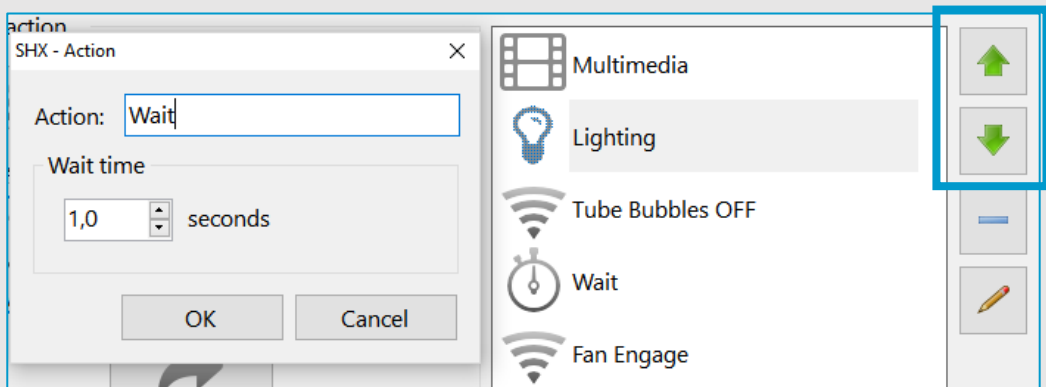 action
SHX - Action
Action: Wait
Wait time
1,0 seconds
OK Cancel
Multimedia
Lighting
Tube Bubbles OFF
Wait
Fan Engage